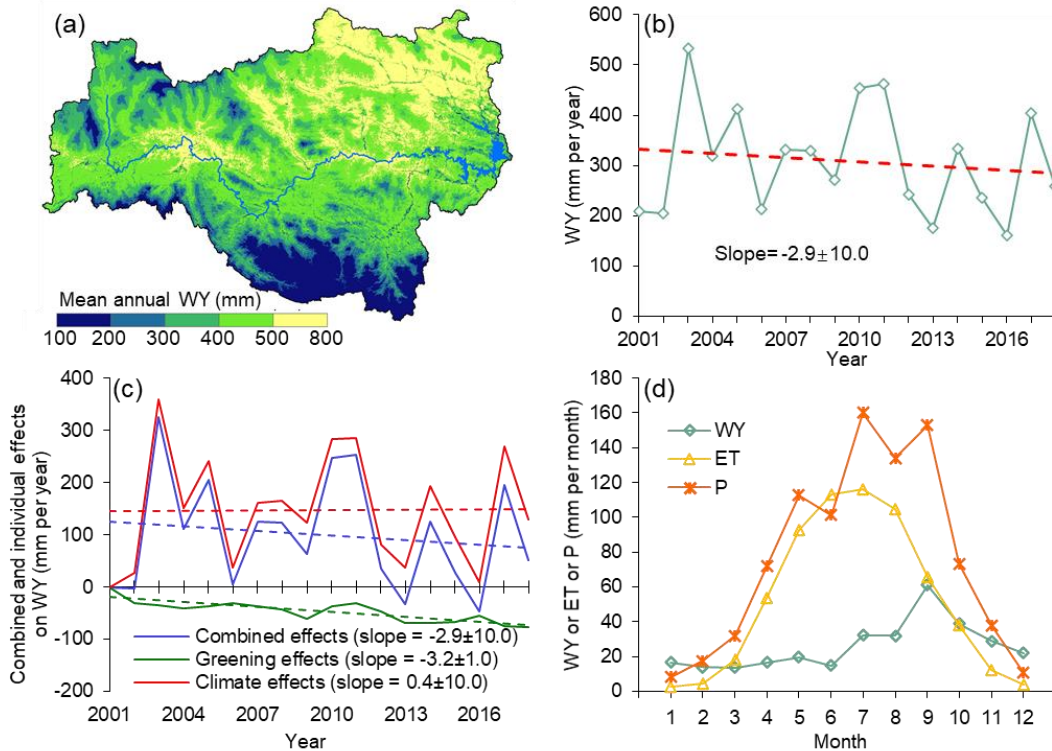 (a)
Mean annual WY (mm)
100 200 300 400 500 800
(b)
WY (mm per year)
600
500
400
300
200
100
0
Slope= -2.9±10.0
2001 2004 2007 2010 2013 2016
Year
(c)
Combined and individual effects
on WY (mm per year)
400
300
200
100
0
-100
-200
Combined effects (slope = -2.9±10.0)
Greening effects (slope = -3.2±1.0)
Climate effects (slope = 0.4±10.0)
2001 2004 2007 2010 2013 2016
Year
(d)
WY or ET or P (mm per month)
180
160
140
120
100
80
60
40
20
0
WY
ET
P
1 2 3 4 5 6 7 8 9 10 11 12
Month